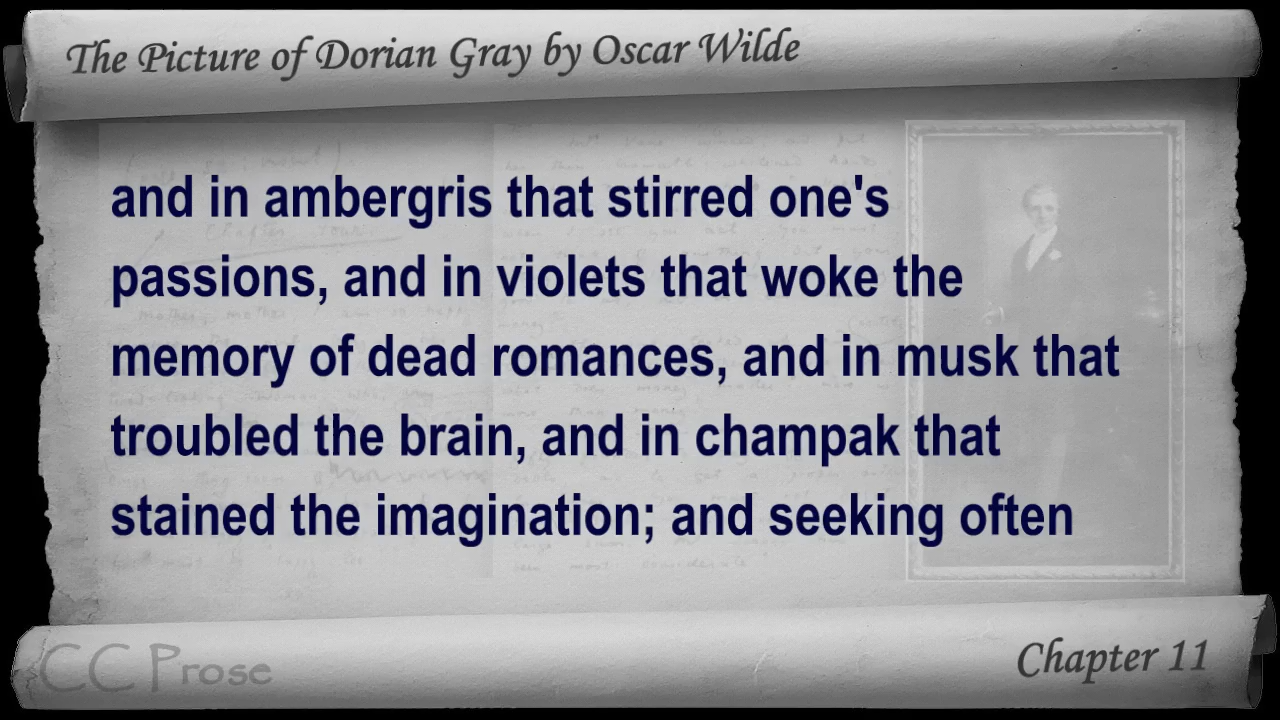 The Picture of Dorian Gray by Oscar Wilde
and in ambergris that stirred one's
passions, and in violets that woke the
memory of dead romances, and in musk that
troubled the brain, and in champak that
stained the imagination; and seeking often
CC Prose
Chapter 11